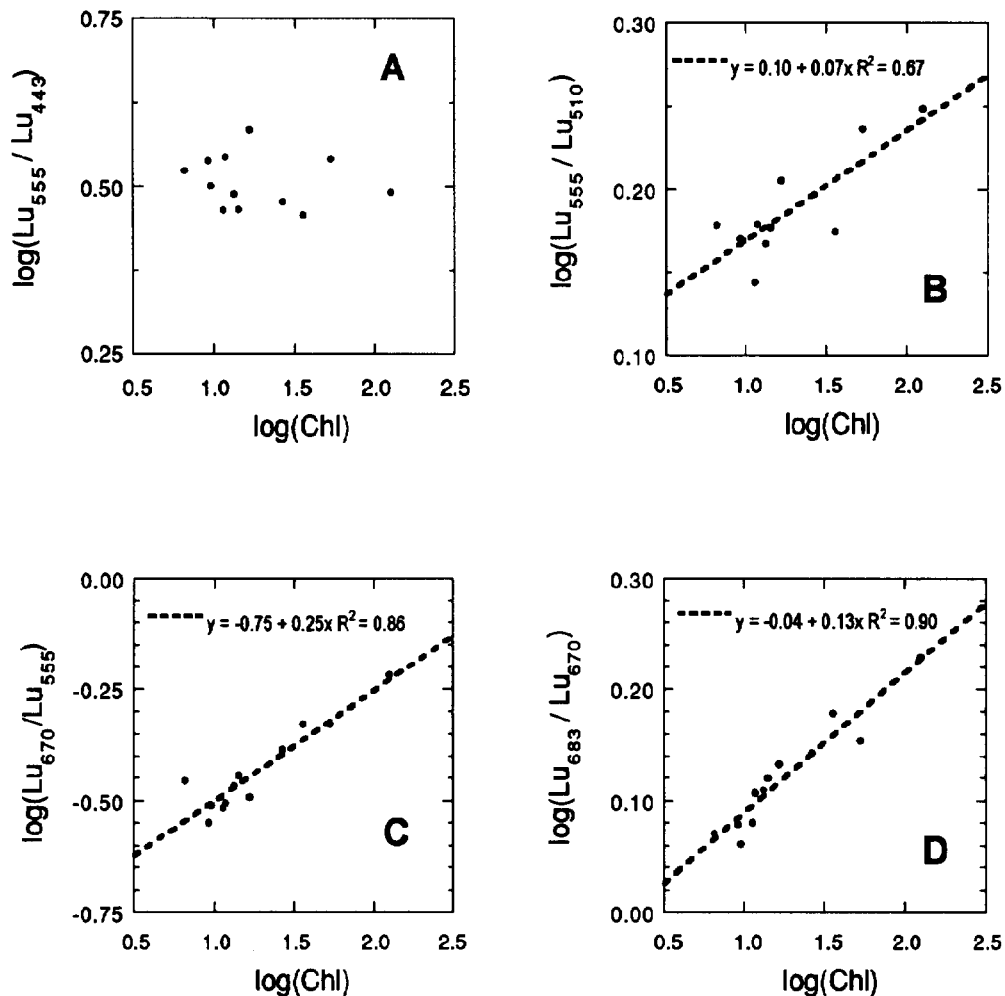 0.75
0.50
0.25
log(Lu555 / Lu443)
A
0.5 1.0 1.5 2.0 2.5
log(Chl)
0.30
0.20
0.10
log(Lu555 / Lu510)
y = 0.10 + 0.07x R² = 0.67
B
0.5 1.0 1.5 2.0 2.5
log(Chl)
0.00
-0.25
-0.50
-0.75
log(Lu670/Lu555)
y = -0.75 + 0.25x R² = 0.86
C
0.5 1.0 1.5 2.0 2.5
log(Chl)
0.30
0.20
0.10
0.00
log(Lu683 / Lu670)
y = -0.04 + 0.13x R² = 0.90
D
0.5 1.0 1.5 2.0 2.5
log(Chl)